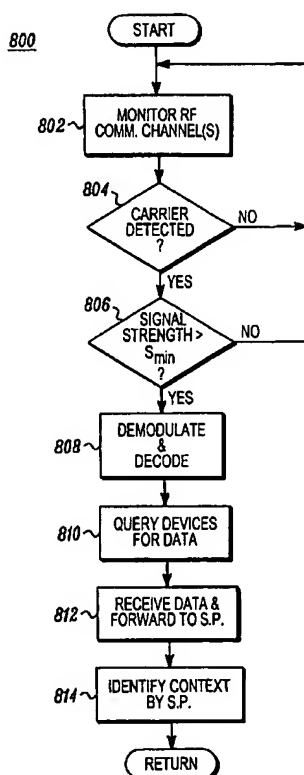 800
START
802
MONITOR RF
COMM. CHANNEL(S)
804
CARRIER
DETECTED
?
NO
YES
806
SIGNAL
STRENGTH >
Smin
?
NO
YES
808
DEMODULATE
&
DECODE
810
QUERY DEVICES
FOR DATA
812
RECEIVE DATA &
FORWARD TO S.P.
814
IDENTIFY CONTEXT
BY S.P.
RETURN